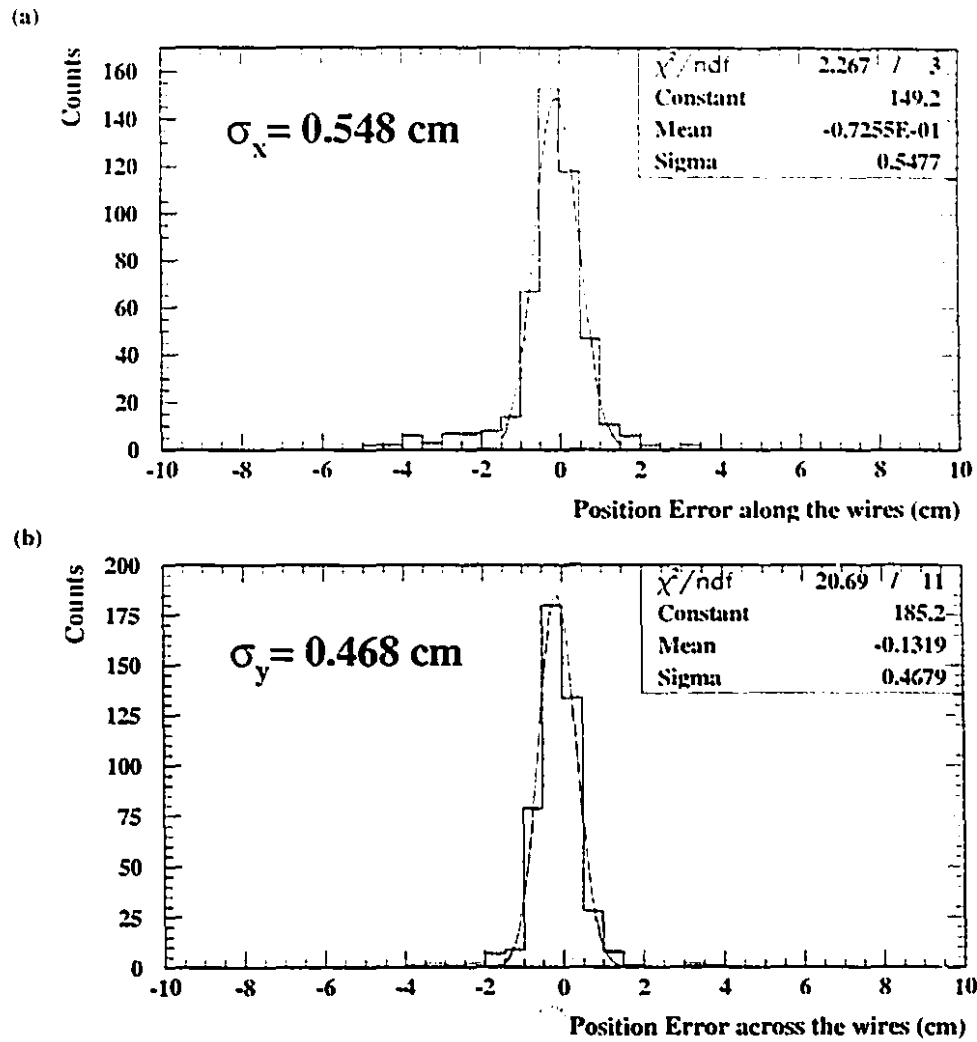 (a)
Counts
160
140
120
100
80
60
40
20
0
σx= 0.548 cm
χ²/ndf 2.267 / 3
Constant 149.2
Mean -0.7255E-01
Sigma 0.5477
-10 -8 -6 -4 -2 0 2 4 6 8 10
Position Error along the wires (cm)
(b)
Counts
200
175
150
125
100
75
50
25
0
σy= 0.468 cm
χ²/ndf 20.69 / 11
Constant 185.2
Mean -0.1319
Sigma 0.4679
-10 -8 -6 -4 -2 0 2 4 6 8 10
Position Error across the wires (cm)